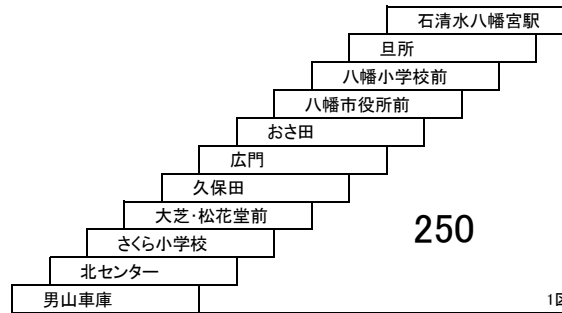 石清水八幡宮駅
旦所
八幡小学校前
八幡市役所前
おさ田
広門
久保田
大芝・松花堂前
さくら小学校
250
北センター
男山車庫
1区